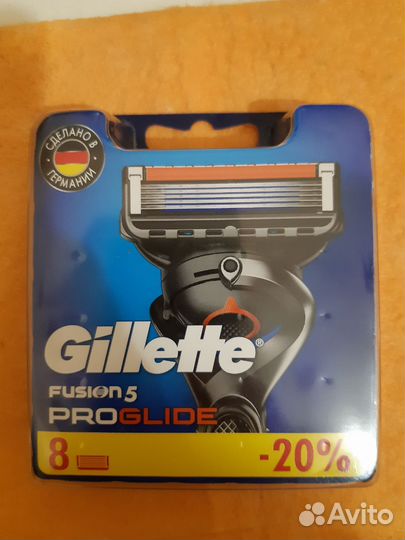 СДЕЛАНО В
ГЕРМАНИИ
Gillette®
FUSION5
PROGLIDE
8 -20%
Avito